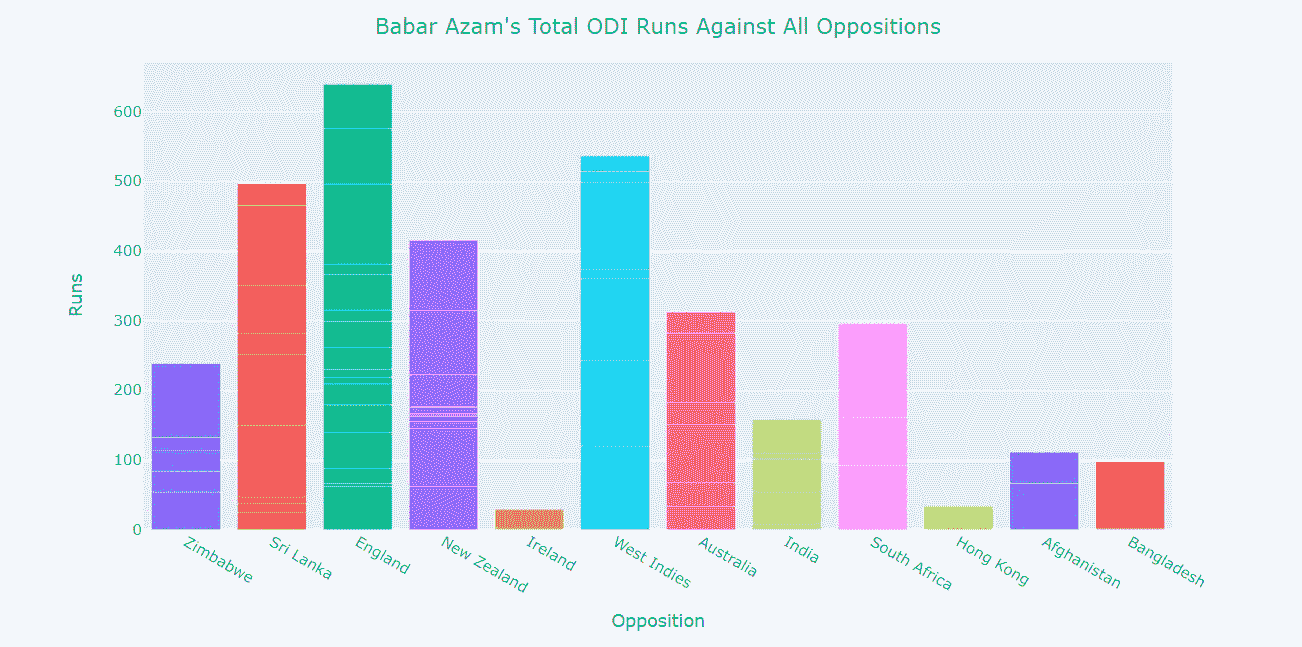 Babar Azam's Total ODI Runs Against All Oppositions
Runs
600
500
400
300
200
100
0
Zimbabwe
Sri Lanka
England
New Zealand
Ireland
West Indies
Australia
India
South Africa
Hong Kong
Afghanistan
Bangladesh
Opposition